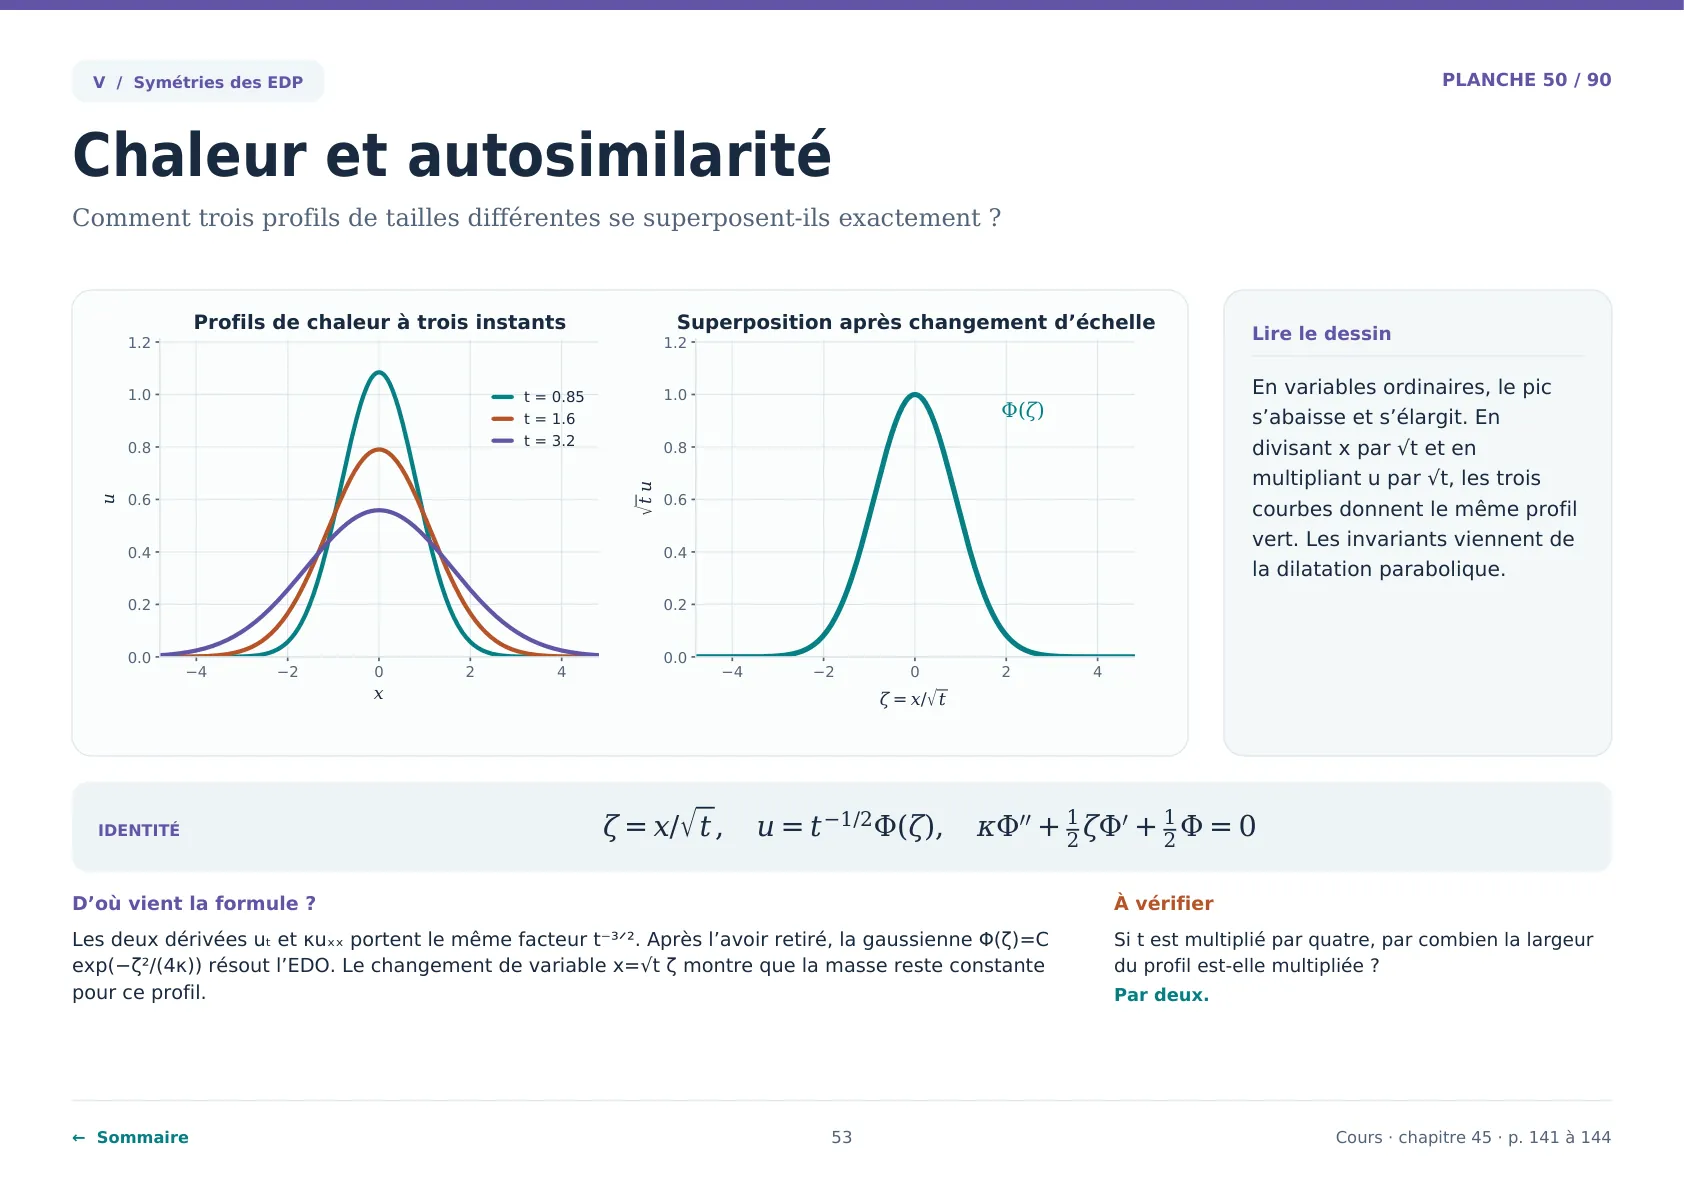 V / Symétries des EDP
PLANCHE 50 / 90
Chaleur et autosimilarité
Comment trois profils de tailles différentes se superposent-ils exactement ?
Profils de chaleur à trois instants
1.2
1.0
0.8
0.6
0.4
0.2
0.0
u
−4
−2
0
2
4
x
t = 0.85
t = 1.6
t = 3.2
Superposition après changement d’échelle
1.2
1.0
0.8
0.6
0.4
0.2
0.0
√t u
Φ(ζ)
−4
−2
0
2
4
ζ = x/√t
Lire le dessin
En variables ordinaires, le pic
s’abaisse et s’élargit. En
divisant x par √t et en
multipliant u par √t, les trois
courbes donnent le même profil
vert. Les invariants viennent de
la dilatation parabolique.
IDENTITÉ
ζ = x/√t, u = t⁻¹/²Φ(ζ), κΦ′′ + ½ζΦ′ + ½Φ = 0
D’où vient la formule ?
Les deux dérivées uₜ et κuₓₓ portent le même facteur t⁻³ᐟ². Après l’avoir retiré, la gaussienne Φ(ζ)=C
exp(−ζ²/(4κ)) résout l’EDO. Le changement de variable x=√t ζ montre que la masse reste constante
pour ce profil.
À vérifier
Si t est multiplié par quatre, par combien la largeur
du profil est-elle multipliée ?
Par deux.
← Sommaire
53
Cours · chapitre 45 · p. 141 à 144